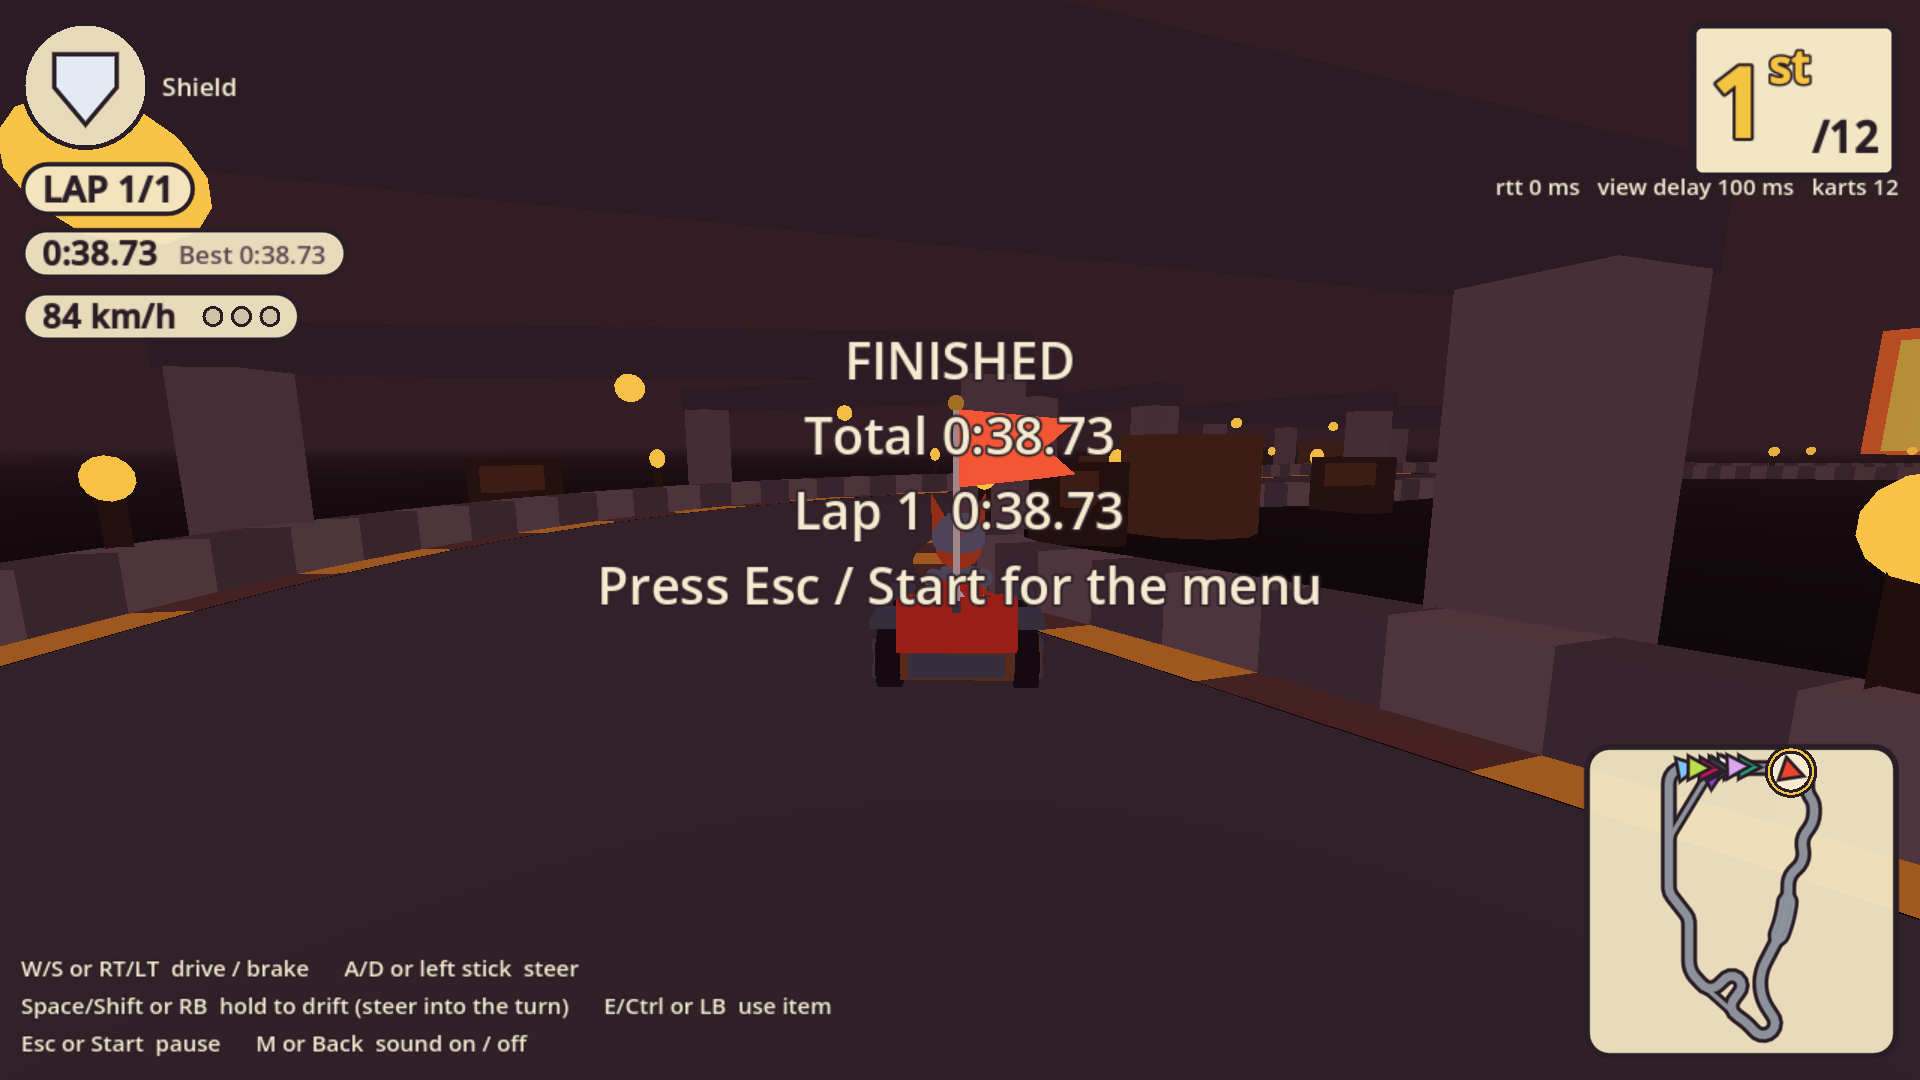 Shield
1st
/12
LAP 1/1
rtt 0 ms view delay 100 ms karts 12
0:38.73 Best 0:38.73
84 km/h
FINISHED
Total 0:38.73
Lap 1 0:38.73
Press Esc / Start for the menu
W/S or RT/LT drive / brake A/D or left stick steer
Space/Shift or RB hold to drift (steer into the turn) E/Ctrl or LB use item
Esc or Start pause M or Back sound on / off